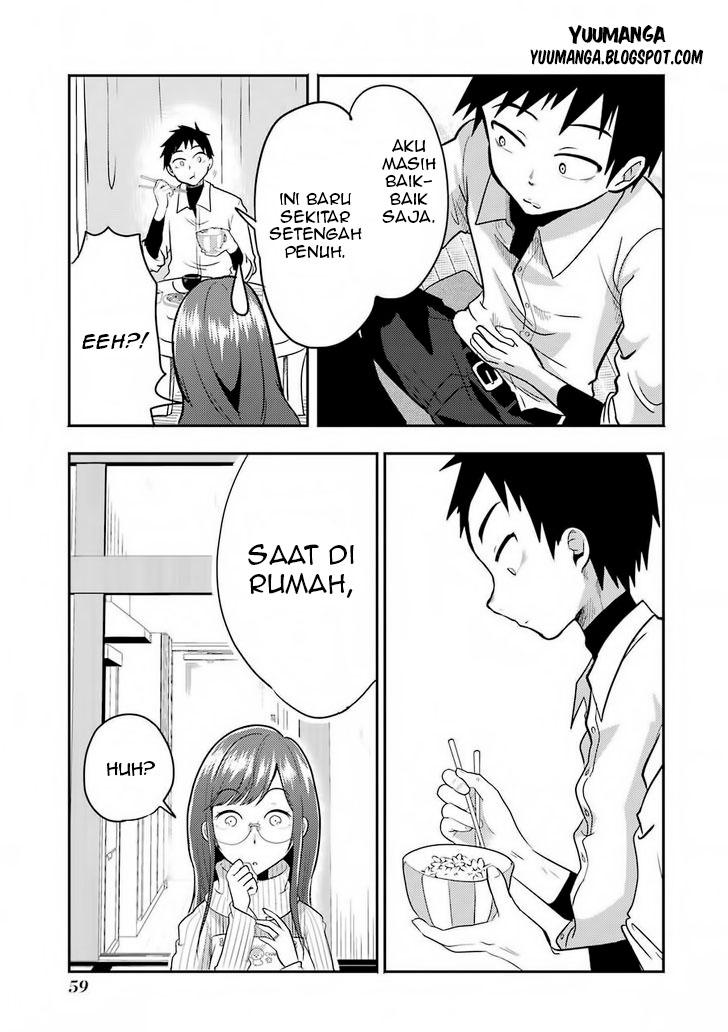 YUUMANGA
YUUMANGA.BLOGSPOT.COM
AKU
MASIH
BAIK-
BAIK
SAJA.
INI BARU
SEKITAR
SETENGAH
PENUH.
EEH?!
SAAT DI
RUMAH,
HUH?
59